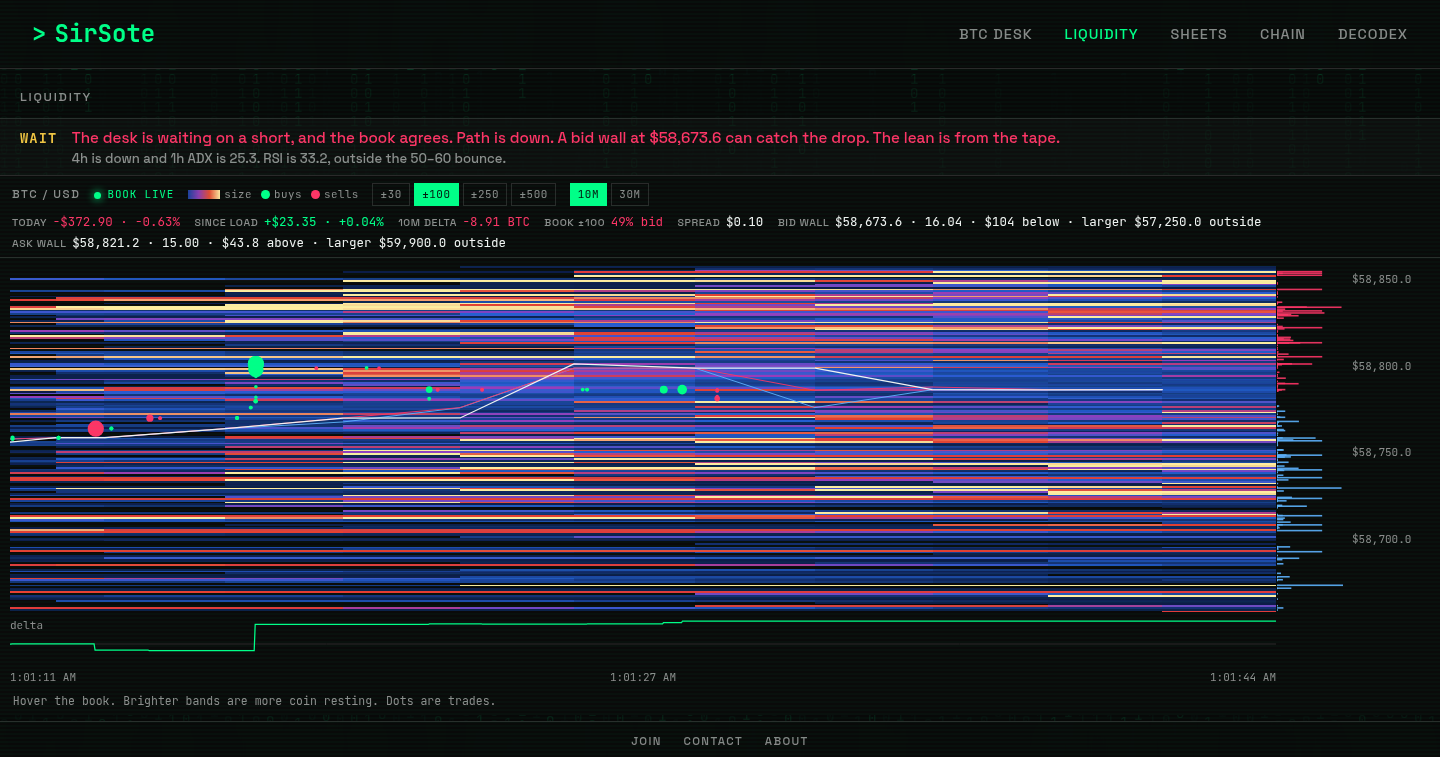 > SirSote
BTC DESK LIQUIDITY SHEETS CHAIN DECODEX
LIQUIDITY
WAIT The desk is waiting on a short, and the book agrees. Path is down. A bid wall at $58,673.6 can catch the drop. The lean is from the tape.
4h is down and 1h ADX is 25.3. RSI is 33.2, outside the 50–60 bounce.
BTC / USD BOOK LIVE size buys sells ±30 ±100 ±250 ±500 10M 30M
TODAY -$372.90 · -0.63% SINCE LOAD +$23.35 · +0.04% 10M DELTA -8.91 BTC BOOK ±100 49% bid SPREAD $0.10 BID WALL $58,673.6 · 16.04 · $104 below · larger $57,250.0 outside
ASK WALL $58,821.2 · 15.00 · $43.8 above · larger $59,900.0 outside
$58,850.0
$58,800.0
$58,750.0
$58,700.0
delta
1:01:11 AM 1:01:27 AM 1:01:44 AM
Hover the book. Brighter bands are more coin resting. Dots are trades.
JOIN CONTACT ABOUT